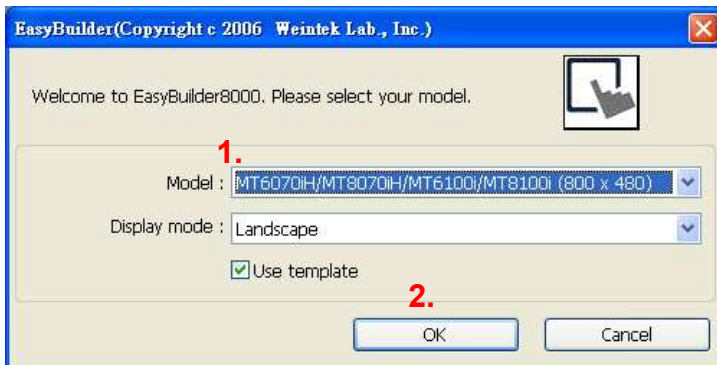 EasyBuilder(Copyright c 2006 Weintek Lab., Inc.)
Welcome to EasyBuilder8000. Please select your model.
1.
Model : MT6070iH/MT8070iH/MT6100i/MT8100i (800 x 480)
Display mode : Landscape
Use template
2.
OK Cancel